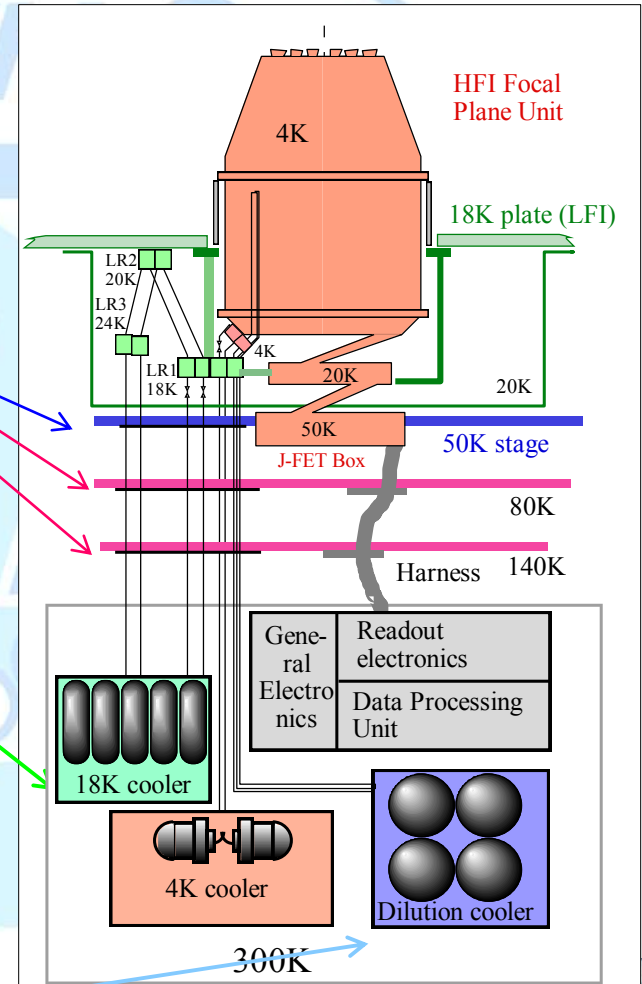 HFI Focal
Plane Unit
4K
18K plate (LFI)
LR2
20K
LR3
24K
4K
LR1
18K
20K
20K
50K
50K stage
J-FET Box
80K
Harness
140K
Gene-
ral
Electro
nics
Readout
electronics
Data Processing
Unit
18K cooler
4K cooler
Dilution cooler
300K